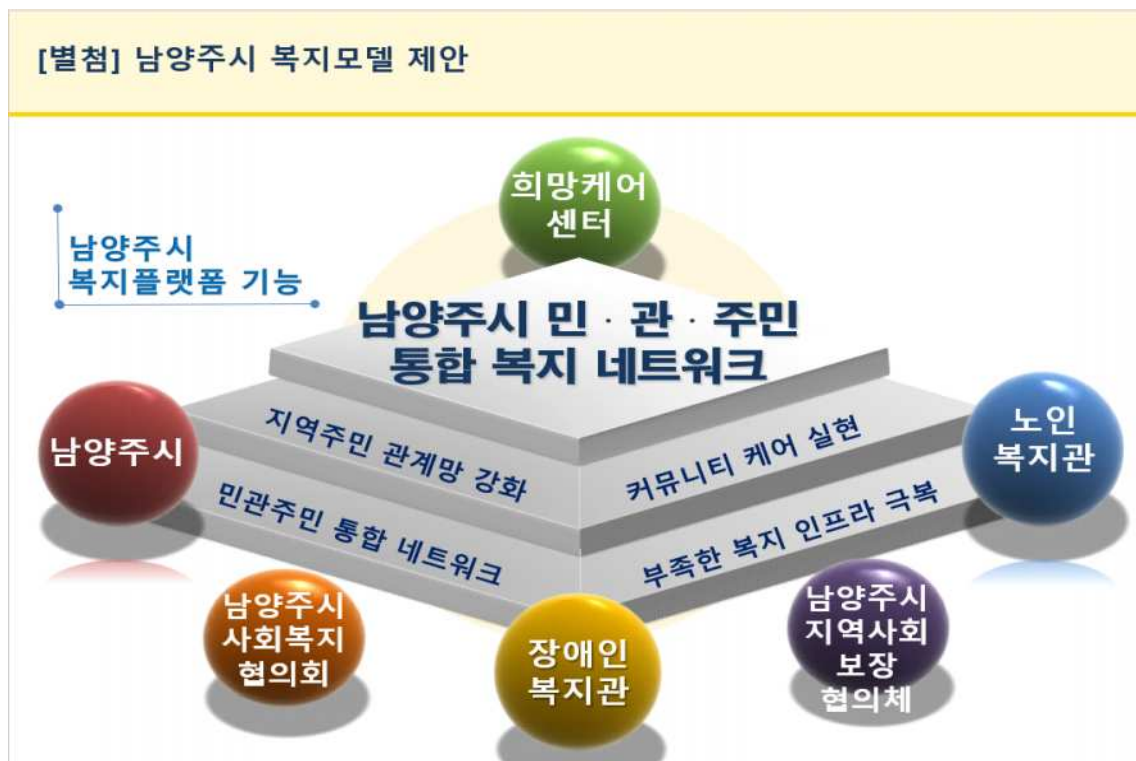 [별첨] 남양주시 복지모델 제안
희망케어
센터
남양주시
복지플랫폼 기능
남양주시 민 · 관 · 주민
통합 복지 네트워크
지역주민 관계망 강화
커뮤니티 케어 실현
남양주시
노인
복지관
민관주민 통합 네트워크
부족한 복지 인프라 극복
남양주시
사회복지
협의회
장애인
복지관
남양주시
지역사회
보장
협의체